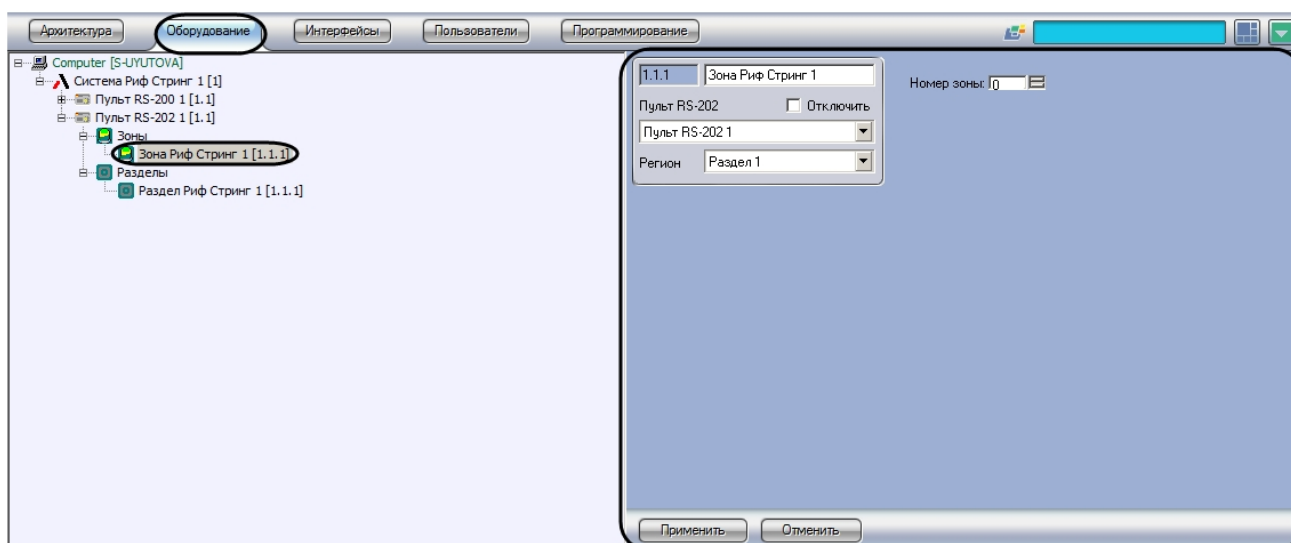 Архитектура Оборудование Интерфейсы Пользователи Программирование
Computer [S-UYUTOVA]
Система Риф Стринг 1 [1]
Пульт RS-200 1 [1.1]
Пульт RS-202 1 [1.1]
Зоны
Зона Риф Стринг 1 [1.1.1]
Разделы
Раздел Риф Стринг 1 [1.1.1]
1.1.1 Зона Риф Стринг 1
Номер зоны: 0
Пульт RS-202 Отключить
Пульт RS-202 1
Регион Раздел 1
Применить Отменить